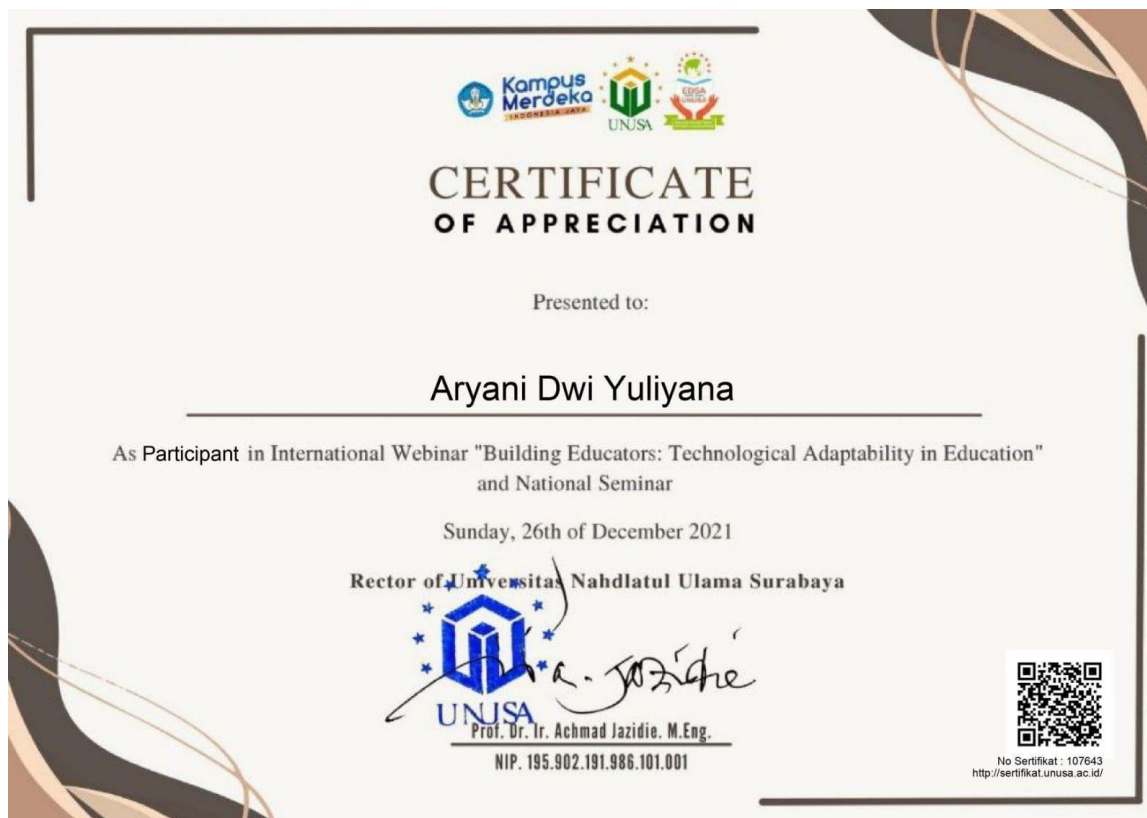 Kampus
Merdeka
INDONESIA JAYA
UNUSA
EDSA
UNUSA
CERTIFICATE
OF APPRECIATION
Presented to:
Aryani Dwi Yuliyana
As Participant in International Webinar "Building Educators: Technological Adaptability in Education"
and National Seminar
Sunday, 26th of December 2021
Rector of Universitas Nahdlatul Ulama Surabaya
UNUSA
Prof. Dr. Ir. Achmad Jazidie. M.Eng.
NIP. 195.902.191.986.101.001
No Sertifikat : 107643
http://sertifikat.unusa.ac.id/